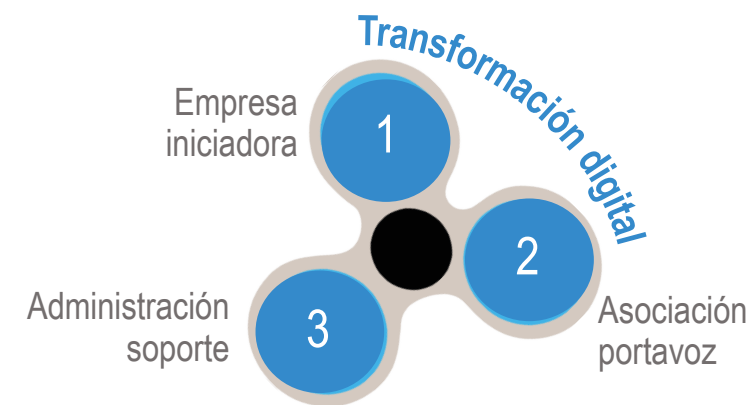 Transformación digital
Empresa
iniciadora
1
2
Asociación
portavoz
Administración
soporte
3